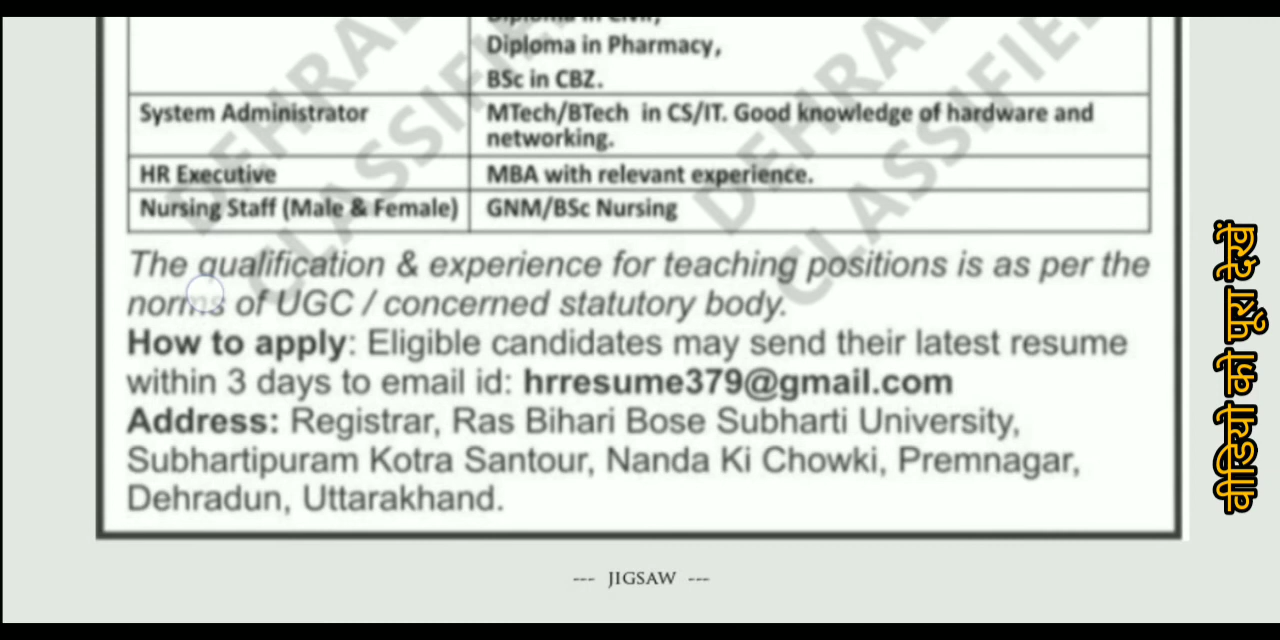 Diploma in Civil,
Diploma in Pharmacy,
BSc in CBZ.
System Administrator
MTech/BTech in CS/IT. Good knowledge of hardware and
networking.
HR Executive
MBA with relevant experience.
Nursing Staff (Male & Female)
GNM/BSc Nursing
The qualification & experience for teaching positions is as per the
norms of UGC / concerned statutory body.
How to apply: Eligible candidates may send their latest resume
within 3 days to email id: hrresume379@gmail.com
Address: Registrar, Ras Bihari Bose Subharti University,
Subhartipuram Kotra Santour, Nanda Ki Chowki, Premnagar,
Dehradun, Uttarakhand.
--- JIGSAW ---
वीडियो को पूरा देखें
CLASSIFIED